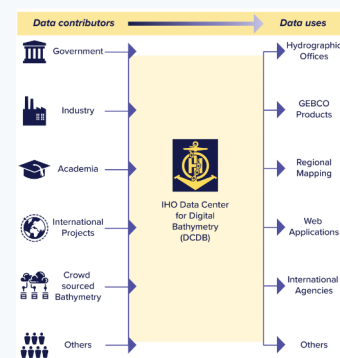 Data contributors
Data uses
Government
Industry
Academia
International
Projects
Crowd
sourced
Bathymetry
Others
IHO Data Center
for Digital
Bathymetry
(DCDB)
Hydrographic
Offices
GEBCO
Products
Regional
Mapping
Web
Applications
International
Agencies
Others